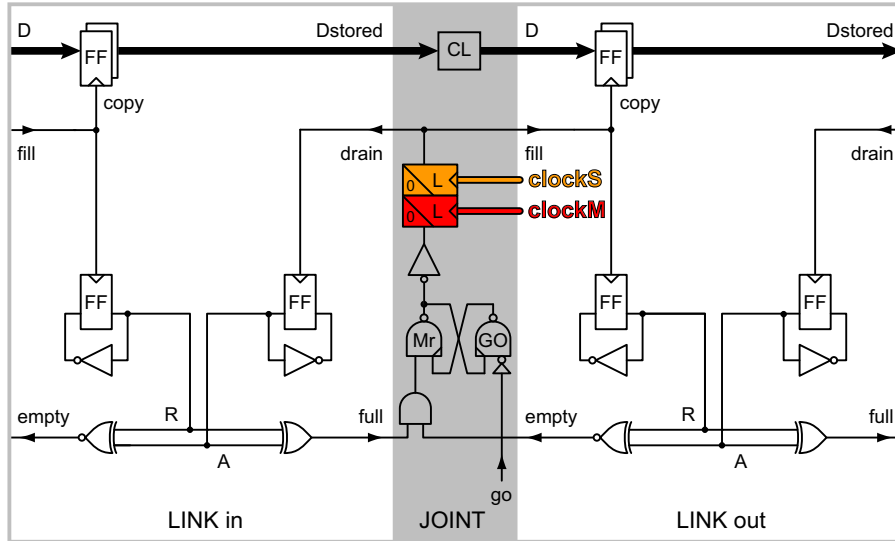 D Dstored D Dstored
FF CL FF
copy copy
fill drain fill drain
0 L clockS
0 L clockM
FF FF FF FF
Mr GO
R R
empty full empty full
A A
go
LINK in JOINT LINK out